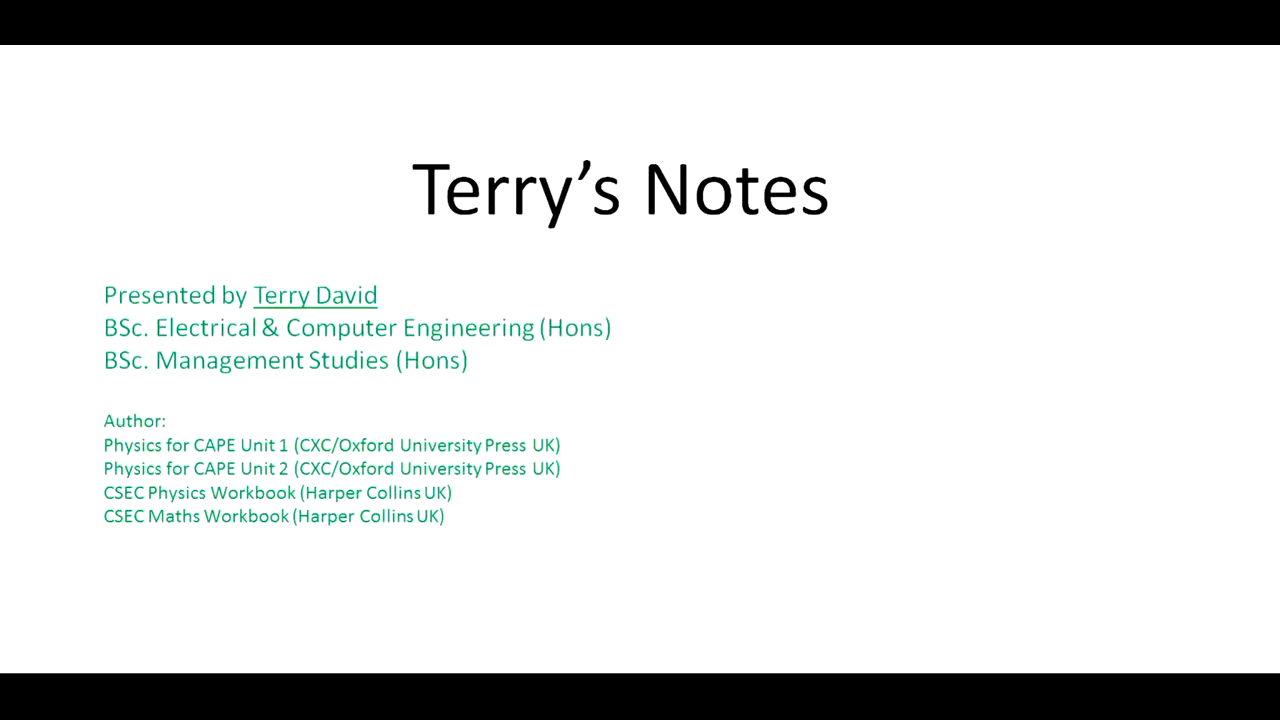 Terry’s Notes
Presented by Terry David
BSc. Electrical & Computer Engineering (Hons)
BSc. Management Studies (Hons)
Author:
Physics for CAPE Unit 1 (CXC/Oxford University Press UK)
Physics for CAPE Unit 2 (CXC/Oxford University Press UK)
CSEC Physics Workbook (Harper Collins UK)
CSEC Maths Workbook (Harper Collins UK)